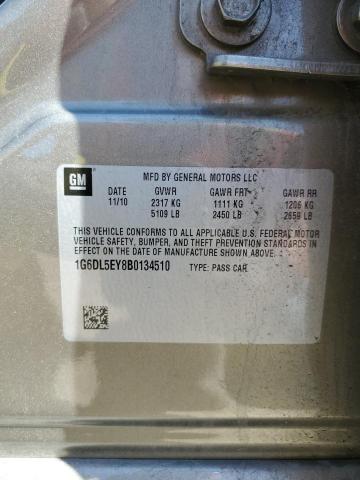 GM MFD BY GENERAL MOTORS LLC
DATE GVWR GAWR FRT GAWR RR
11/10 2317 KG 1111 KG 1206 KG
5109 LB 2450 LB 2659 LB
THIS VEHICLE CONFORMS TO ALL APPLICABLE U.S. FEDERAL MOTOR
VEHICLE SAFETY, BUMPER, AND THEFT PREVENTION STANDARDS IN
EFFECT ON THE DATE OF MANUFACTURE SHOWN ABOVE.
1G6DL5EY8B0134510 TYPE: PASS CAR